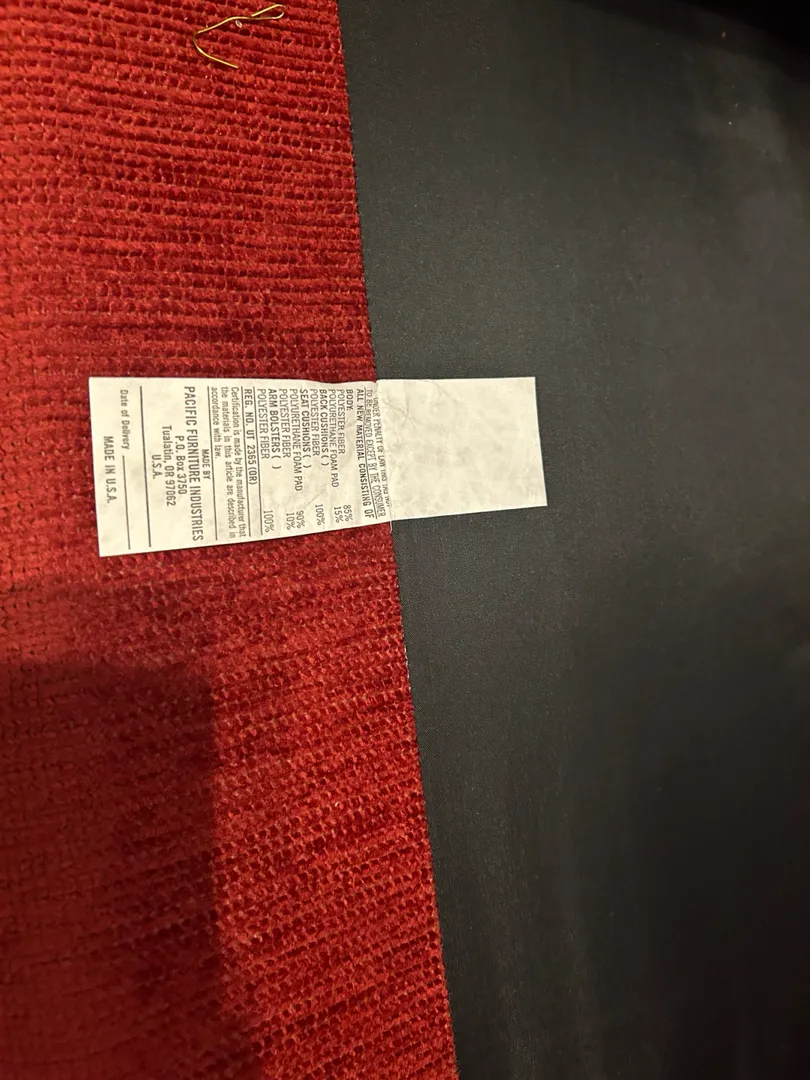 UNDER PENALTY OF LAW THIS TAG NOT
TO BE REMOVED EXCEPT BY THE CONSUMER
ALL NEW MATERIAL CONSISTING OF
BODY:
POLYESTER FIBER 85%
POLYURETHANE FOAM PAD 15%
BACK CUSHIONS ( )
POLYESTER FIBER 100%
SEAT CUSHIONS ( )
POLYURETHANE FOAM PAD 90%
POLYESTER FIBER 10%
ARM BOLSTERS ( )
POLYESTER FIBER 100%
REG. NO. UT 2365 (OR)
Certification is made by the manufacturer that
the materials in this article are described in
accordance with law.
MADE BY
PACIFIC FURNITURE INDUSTRIES
P.O. Box 3750
Tualatin, OR 97062
U.S.A.
Date of Delivery
MADE IN U.S.A.